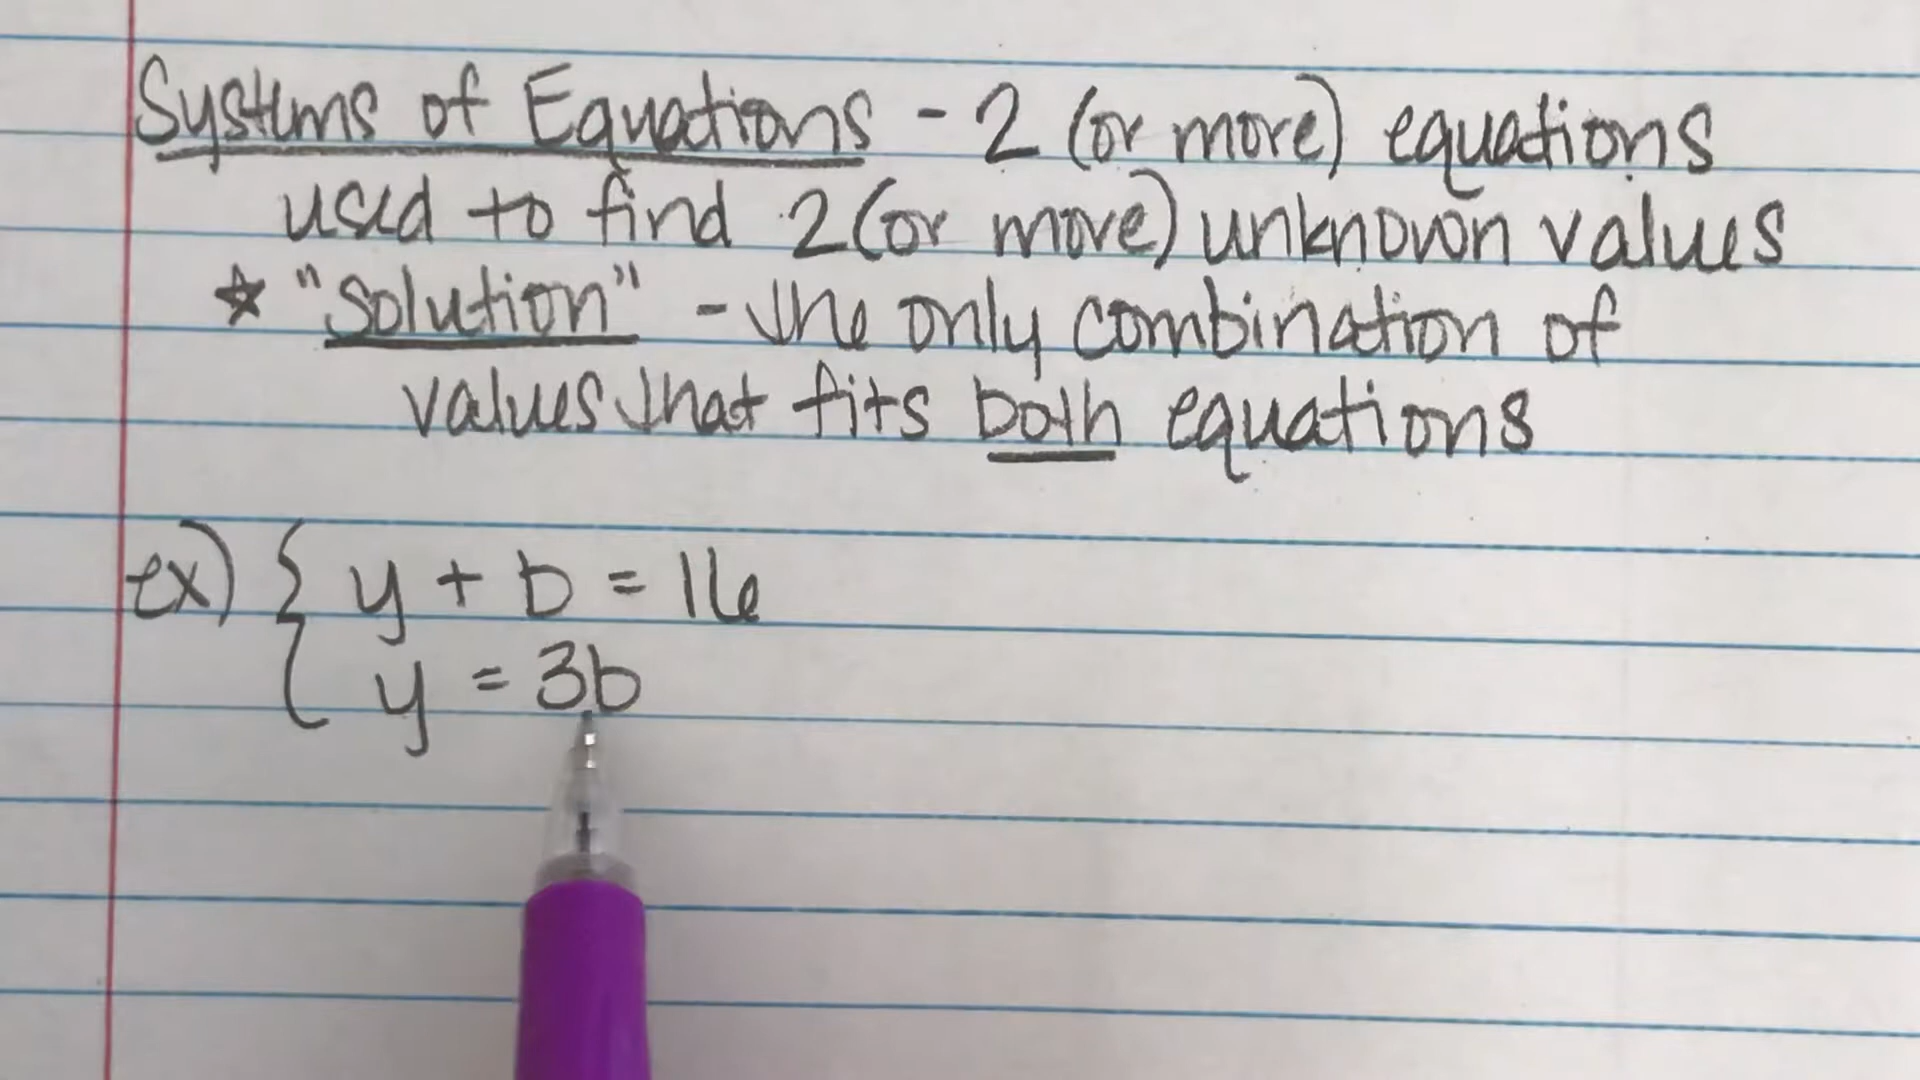 Systems of Equations - 2 (or more) equations
used to find 2 (or more) unknown values
☆ "Solution" - the only combination of
values that fits both equations
ex) { y + b = 16
y = 3b